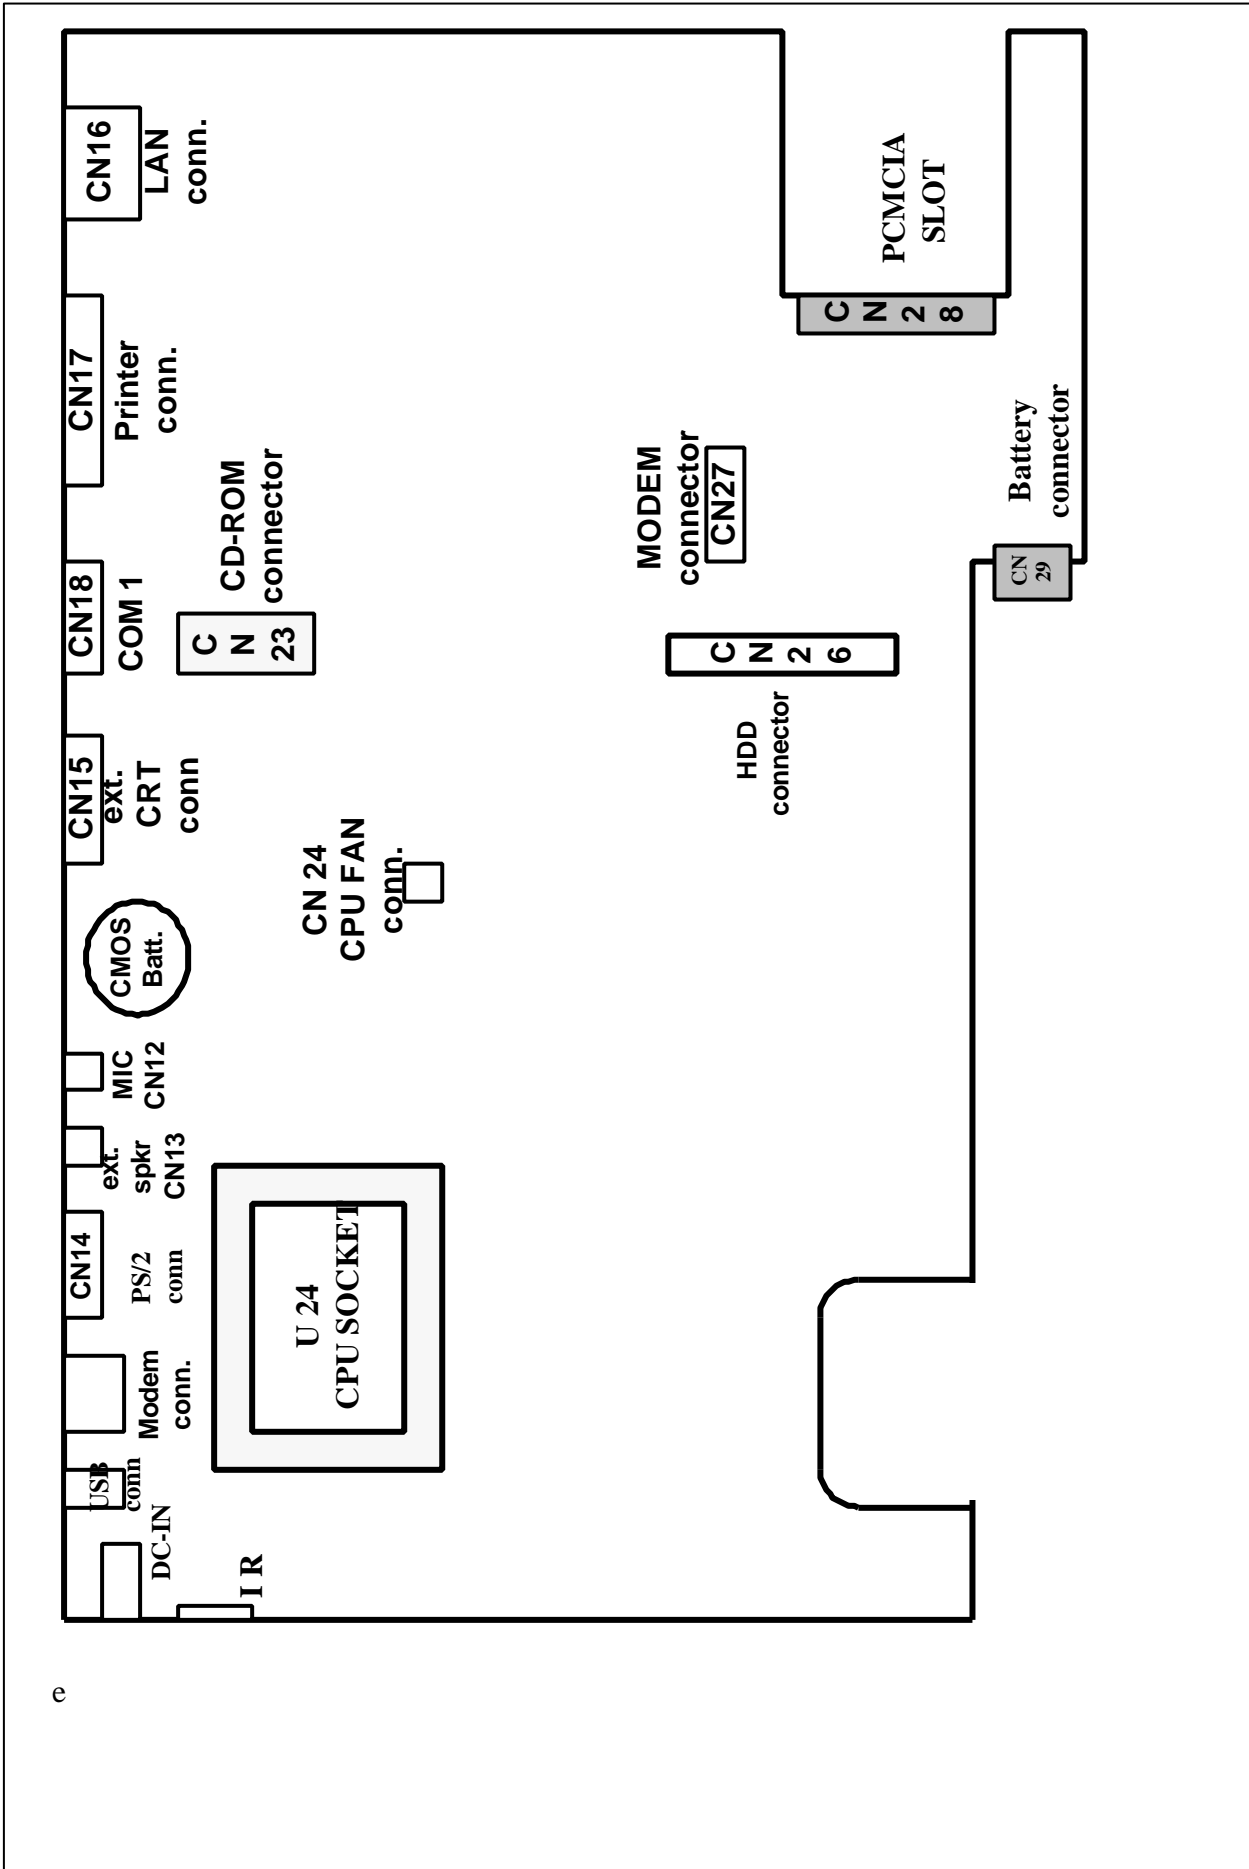 CN16
LAN
conn.
CN17
Printer
conn.
CN18
COM 1
CN15
ext.
CRT
conn
CMOS
Batt.
MIC
CN12
ext.
spkr
CN13
CN14
PS/2
conn
Modem
conn.
USB
conn
DC-IN
I R
CD-ROM
connector
C
N
23
CN 24
CPU FAN
conn.
U 24
CPU SOCKET
MODEM
connector
CN27
C
N
2
6
HDD
connector
PCMCIA
SLOT
C
N
2
8
Battery
connector
CN
29
e